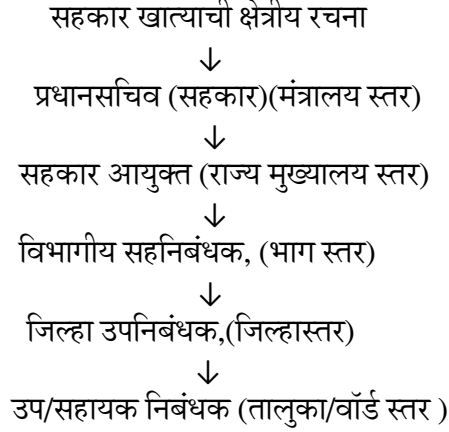 सहकार खात्याची क्षेत्रीय रचना
↓
प्रधानसचिव (सहकार)(मंत्रालय स्तर)
↓
सहकार आयुक्त (राज्य मुख्यालय स्तर)
↓
विभागीय सहनिबंधक, (भाग स्तर)
↓
जिल्हा उपनिबंधक,(जिल्हास्तर)
↓
उप/सहायक निबंधक (तालुका/वॉर्ड स्तर )